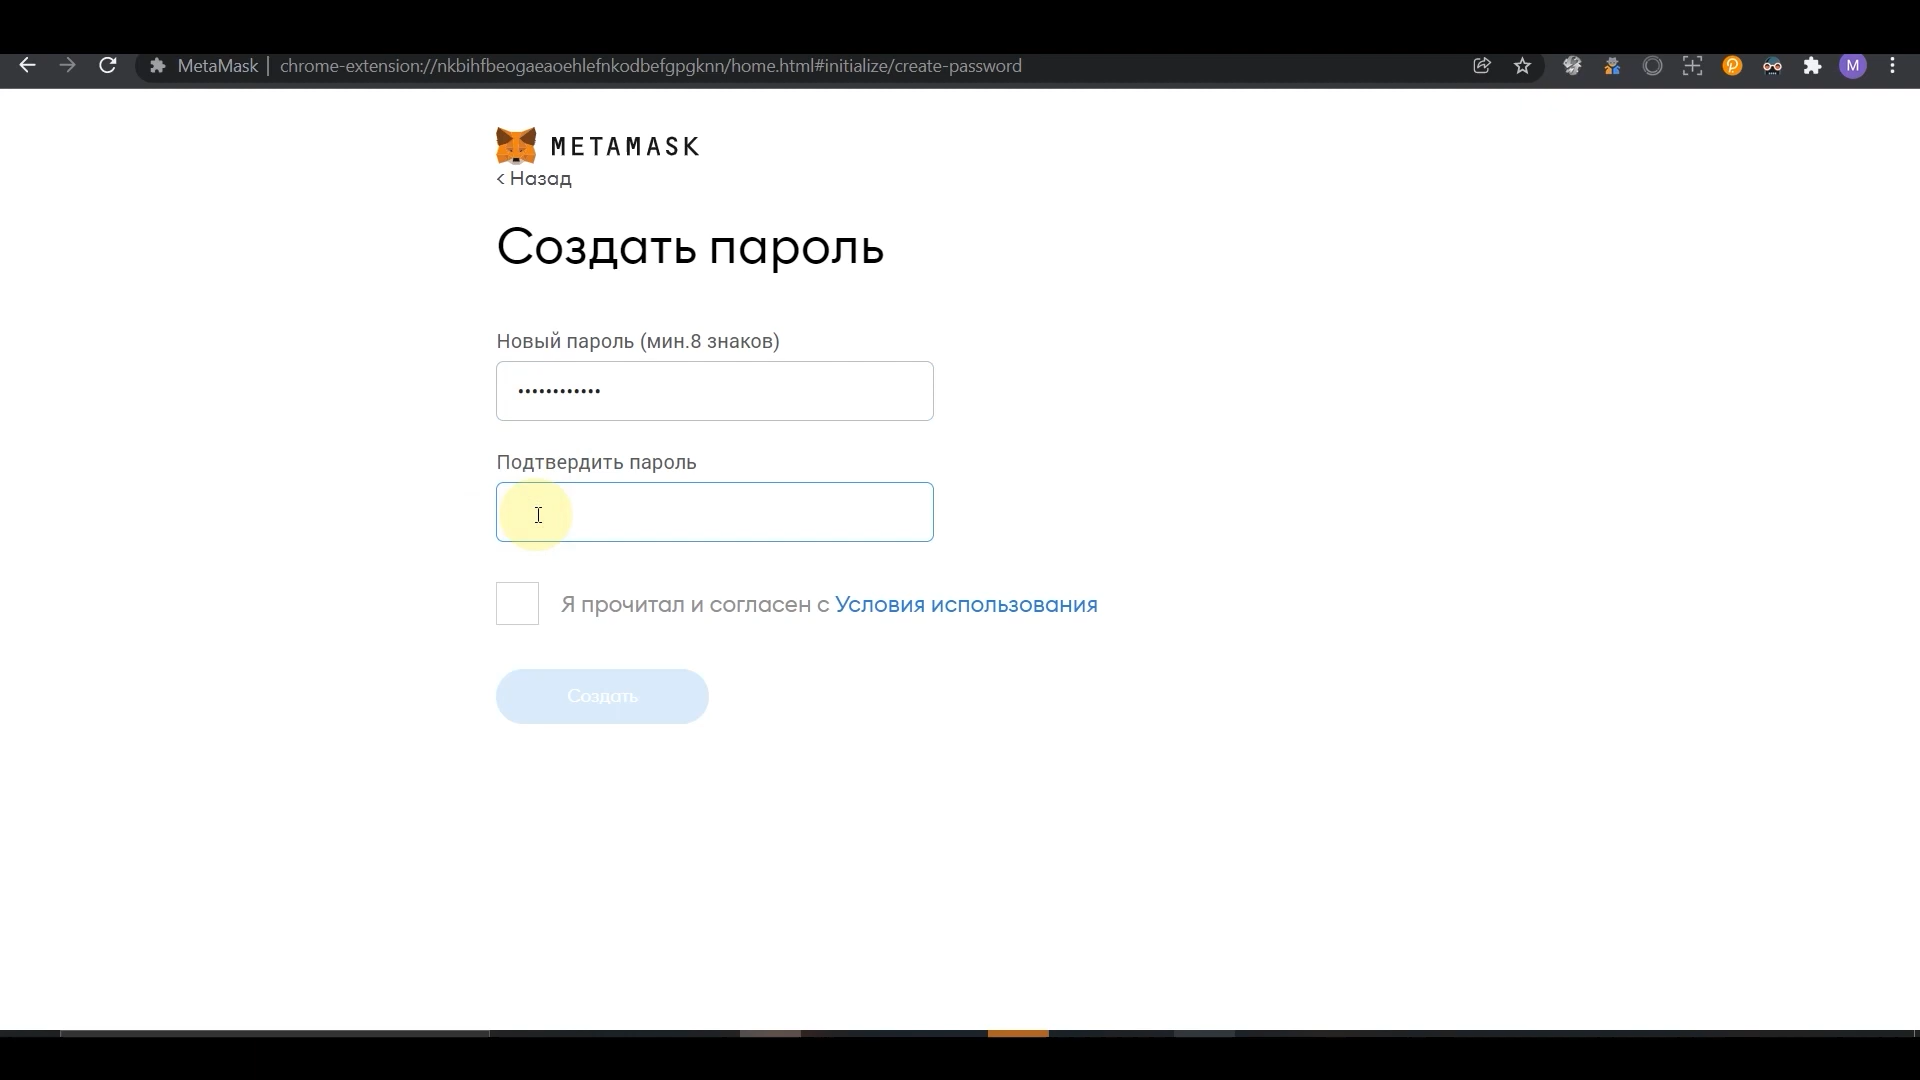 MetaMask | chrome-extension://nkbihfbeogaeaoehlefnkodbefgpgknn/home.html#initialize/create-password
M
METAMASK
< Назад
Создать пароль
Новый пароль (мин.8 знаков)
••••••••••••
Подтвердить пароль
Я прочитал и согласен с Условия использования
Создать